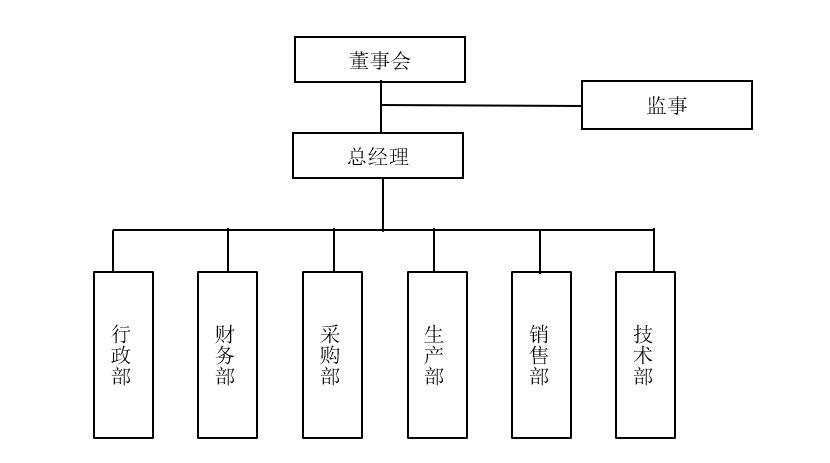 董事会
监事
总经理
行政部
财务部
采购部
生产部
销售部
技术部